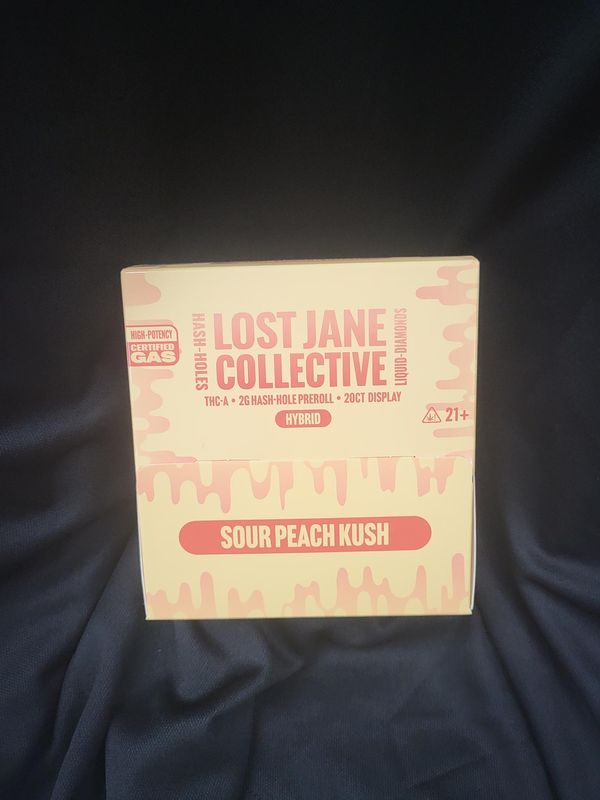 HIGH-POTENCY
CERTIFIED
GAS
HASH-HOLES
LOST JANE
COLLECTIVE
LIQUID-DIAMONDS
THC-A • 2G HASH-HOLE PREROLL • 20CT DISPLAY
HYBRID
21+
SOUR PEACH KUSH